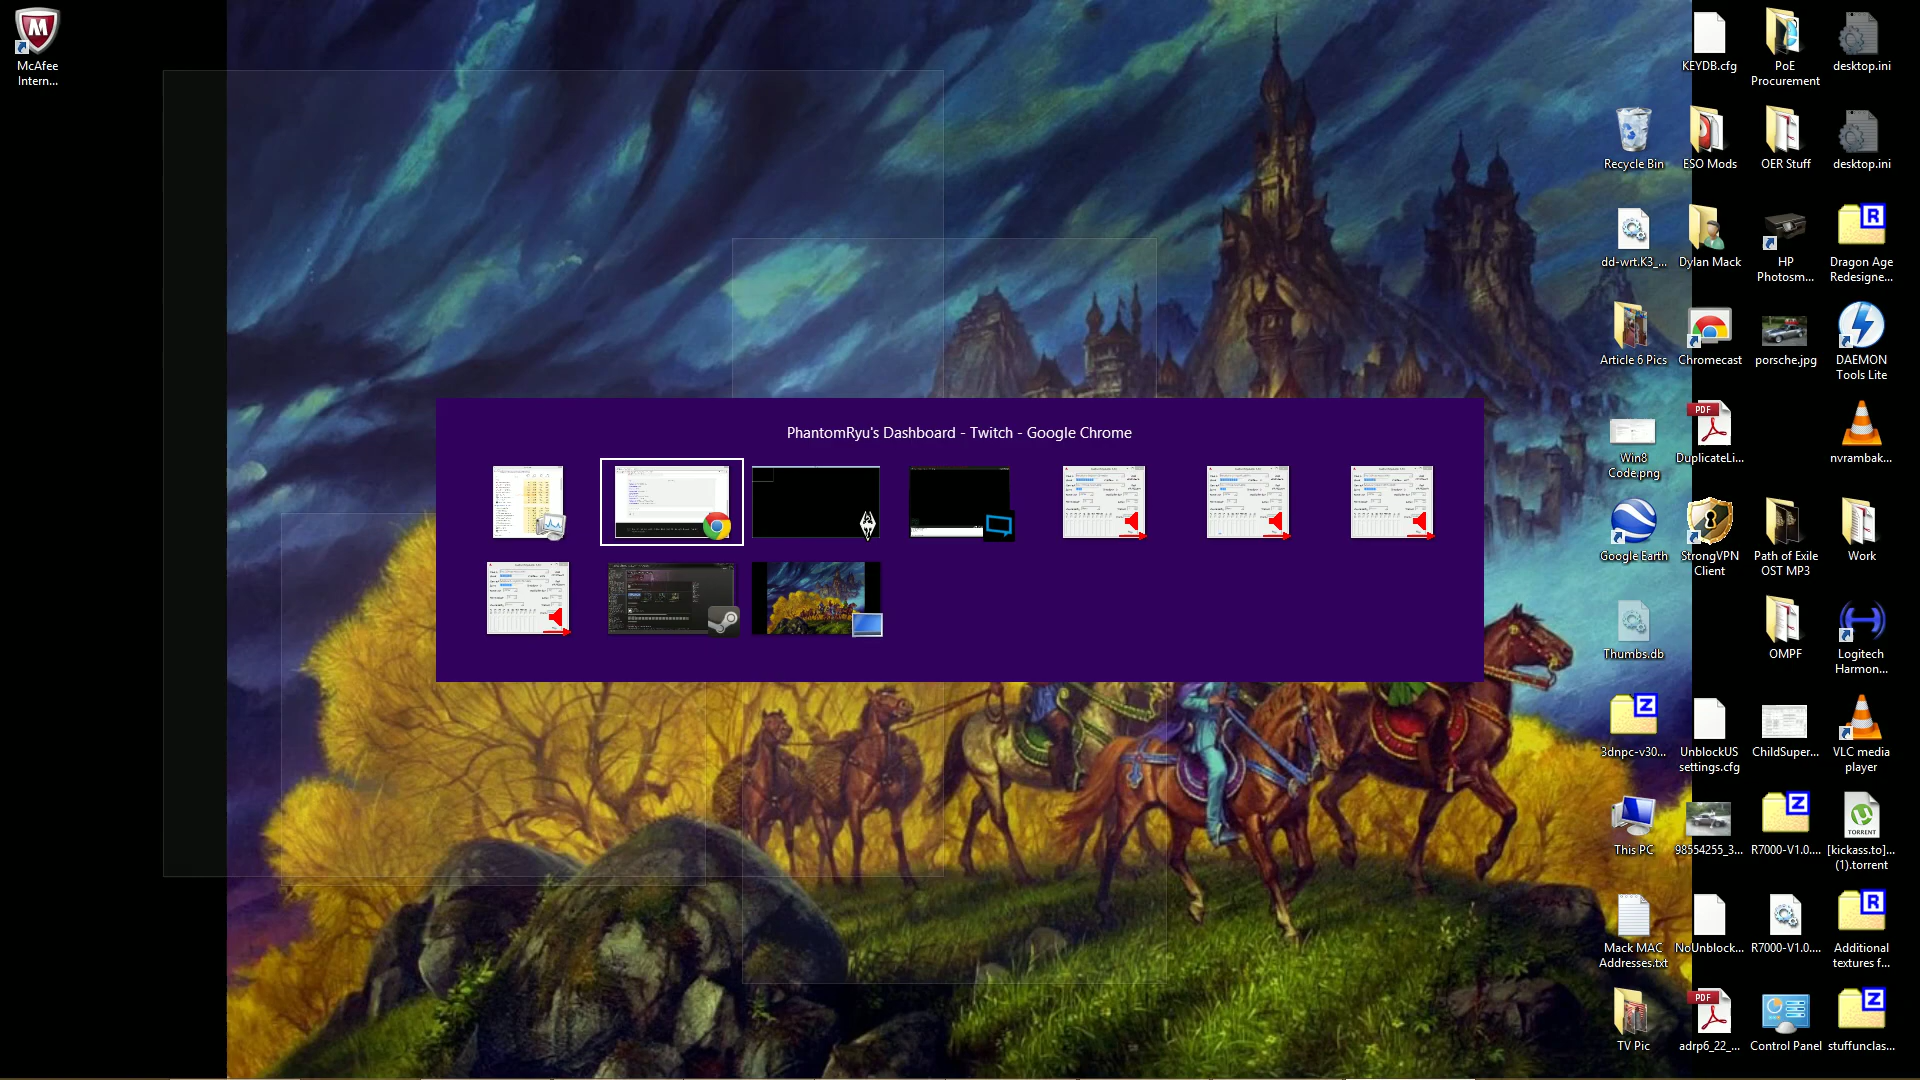 McAfee
Intern...
PhantomRyu's Dashboard - Twitch - Google Chrome
KEYDB.cfg
PoE
Procurement
desktop.ini
Recycle Bin
ESO Mods
OER Stuff
desktop.ini
dd-wrt.K3_...
Dylan Mack
HP
Photosm...
Dragon Age
Redesigne...
Article 6 Pics
Chromecast
porsche.jpg
DAEMON
Tools Lite
Win8
Code.png
PDF
DuplicateLi...
nvrambak...
Google Earth
StrongVPN
Client
Path of Exile
OST MP3
Work
Thumbs.db
OMPF
Logitech
Harmon...
3dnpc-v30...
UnblockUS
settings.cfg
ChildSuper...
VLC media
player
This PC
98554255_3...
R7000-V1.0....
TORRENT
[kickass.to]...
(1).torrent
Mack MAC
Addresses.txt
NoUnblock...
R7000-V1.0....
Additional
textures f...
TV Pic
PDF
adrp6_22_...
Control Panel
stuffunclas...